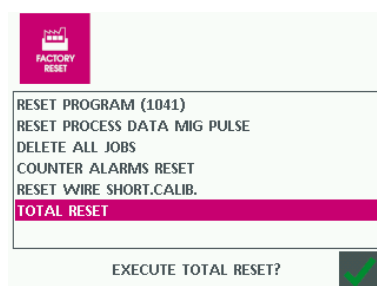 FACTORY
RESET
RESET PROGRAM (1041)
RESET PROCESS DATA MIG PULSE
DELETE ALL JOBS
COUNTER ALARMS RESET
RESET WIRE SHORT.CALIB.
TOTAL RESET
EXECUTE TOTAL RESET?